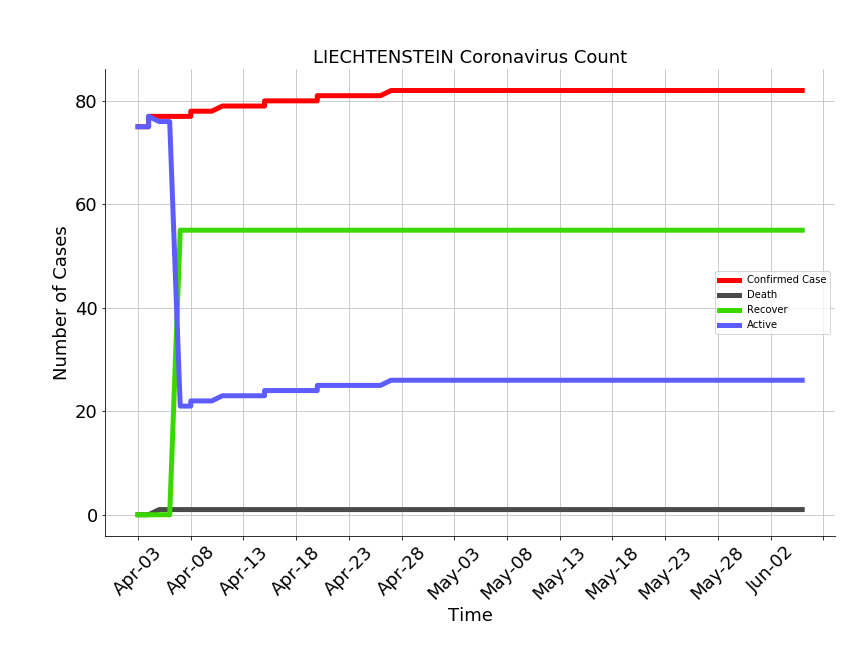 LIECHTENSTEIN Coronavirus Count
Number of Cases
80
60
40
20
0
Confirmed Case
Death
Recover
Active
Apr-03
Apr-08
Apr-13
Apr-18
Apr-23
Apr-28
May-03
May-08
May-13
May-18
May-23
May-28
Jun-02
Time